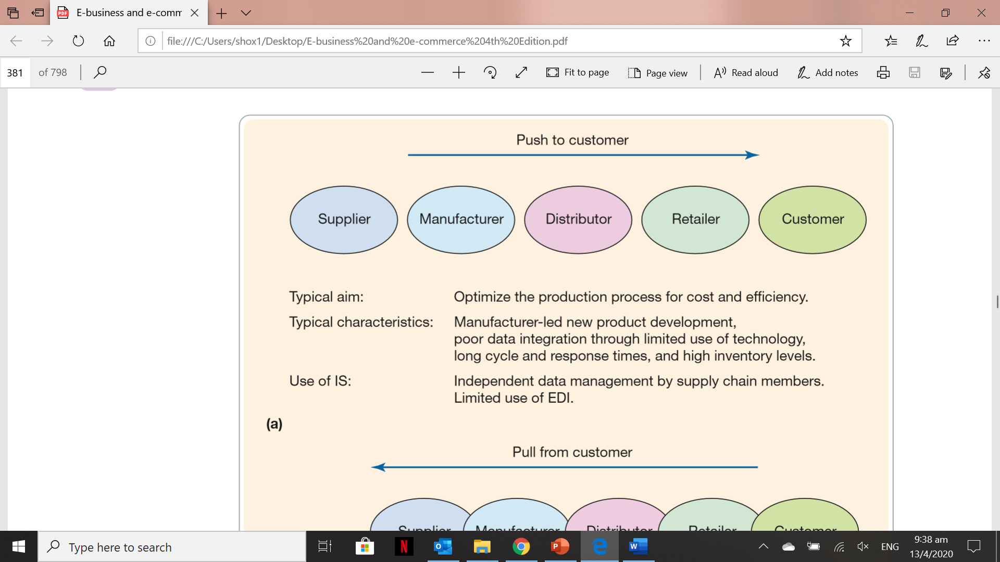 E-business and e-comm
file:///C:/Users/shox1/Desktop/E-business%20and%20e-commerce%204th%20Edition.pdf
381 of 798
Fit to page
Page view
Read aloud
Add notes
Push to customer
Supplier Manufacturer Distributor Retailer Customer
Typical aim: Optimize the production process for cost and efficiency.
Typical characteristics: Manufacturer-led new product development,
poor data integration through limited use of technology,
long cycle and response times, and high inventory levels.
Use of IS: Independent data management by supply chain members.
Limited use of EDI.
(a)
Pull from customer
Supplier Manufacturer Distributor Retailer Customer
Type here to search
ENG
9:38 am
13/4/2020